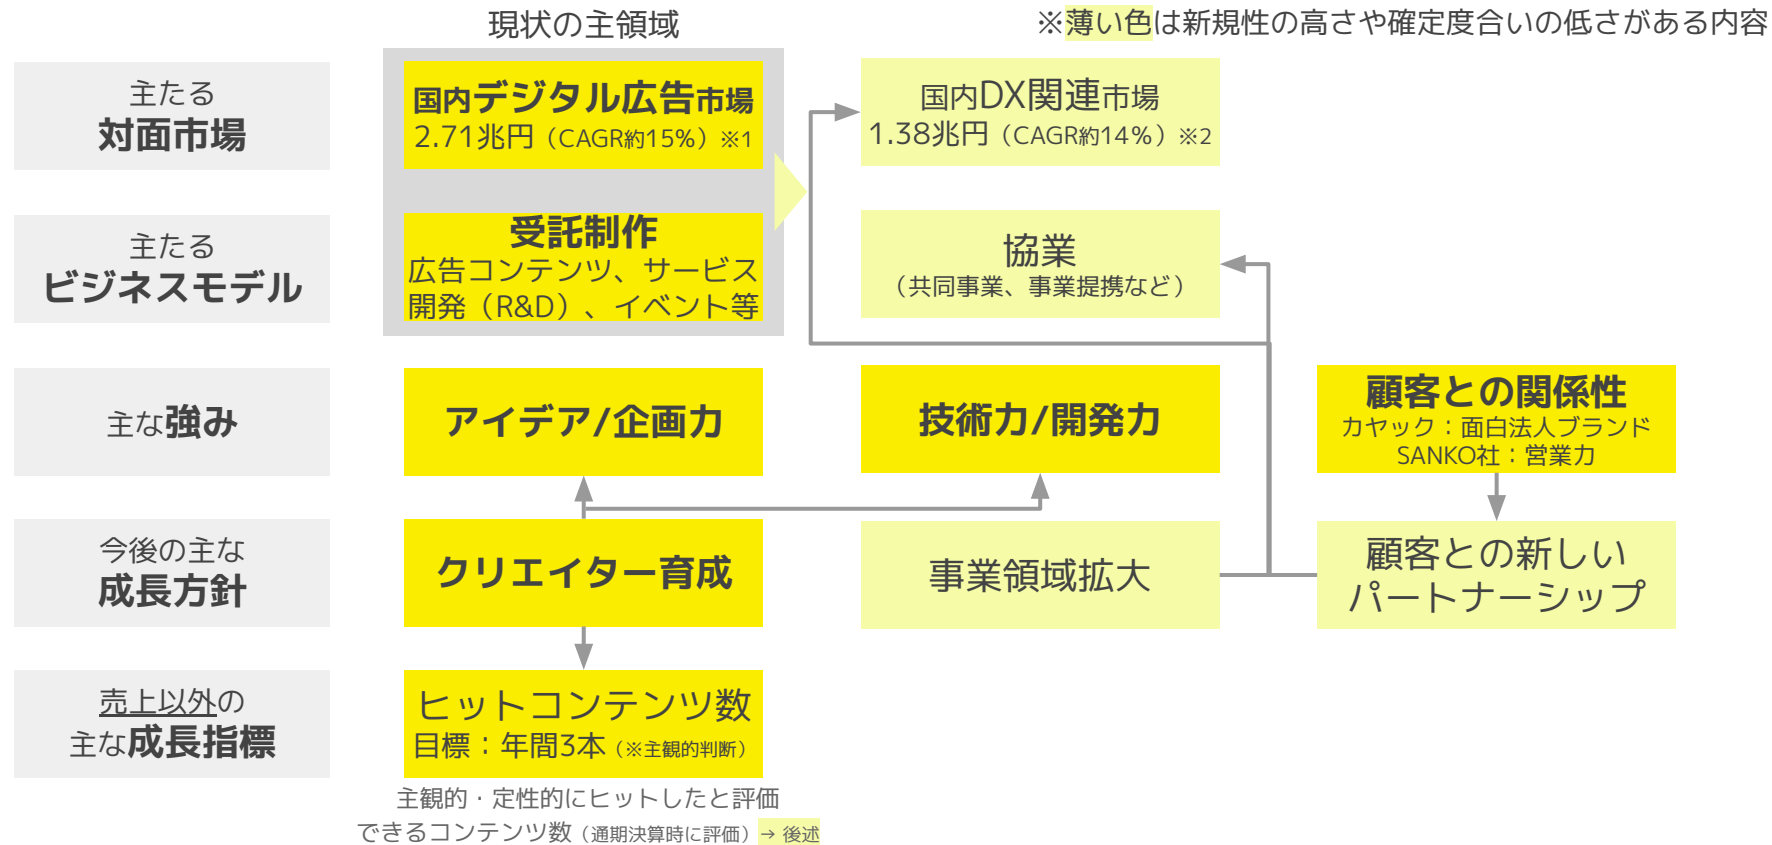 現状の主領域
※薄い色は新規性の高さや確定度合いの低さがある内容
主たる
対面市場
国内デジタル広告市場
2.71兆円（CAGR約15%）※1
国内DX関連市場
1.38兆円（CAGR約14%）※2
主たる
ビジネスモデル
受託制作
広告コンテンツ、サービス
開発（R&D）、イベント等
協業
（共同事業、事業提携など）
主な強み
アイデア/企画力
技術力/開発力
顧客との関係性
カヤック：面白法人ブランド
SANKO社：営業力
今後の主な
成長方針
クリエイター育成
事業領域拡大
顧客との新しい
パートナーシップ
売上以外の
主な成長指標
ヒットコンテンツ数
目標：年間3本（※主観的判断）
主観的・定性的にヒットしたと評価
できるコンテンツ数（通期決算時に評価）→ 後述